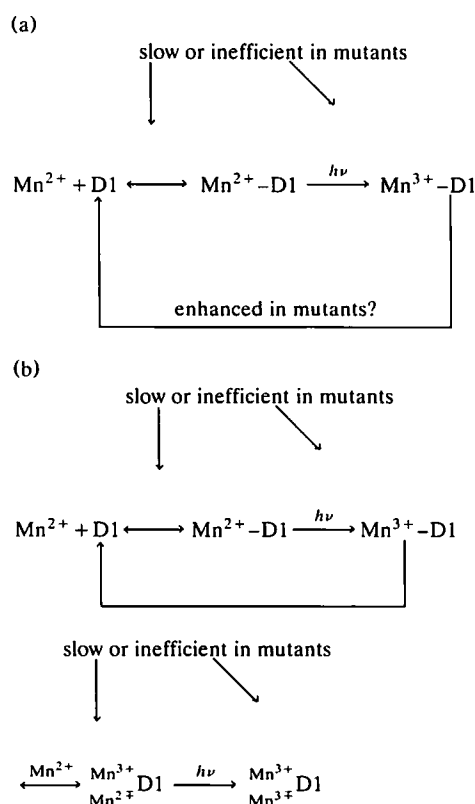 (a)
slow or inefficient in mutants
Mn²⁺ + D1 ⟷ Mn²⁺–D1 hν → Mn³⁺–D1
enhanced in mutants?
(b)
slow or inefficient in mutants
Mn²⁺ + D1 ⟷ Mn²⁺–D1 hν → Mn³⁺–D1
slow or inefficient in mutants
Mn²⁺ ⟷ Mn³⁺ Mn²⁺ D1 hν → Mn³⁺ Mn³⁺ D1